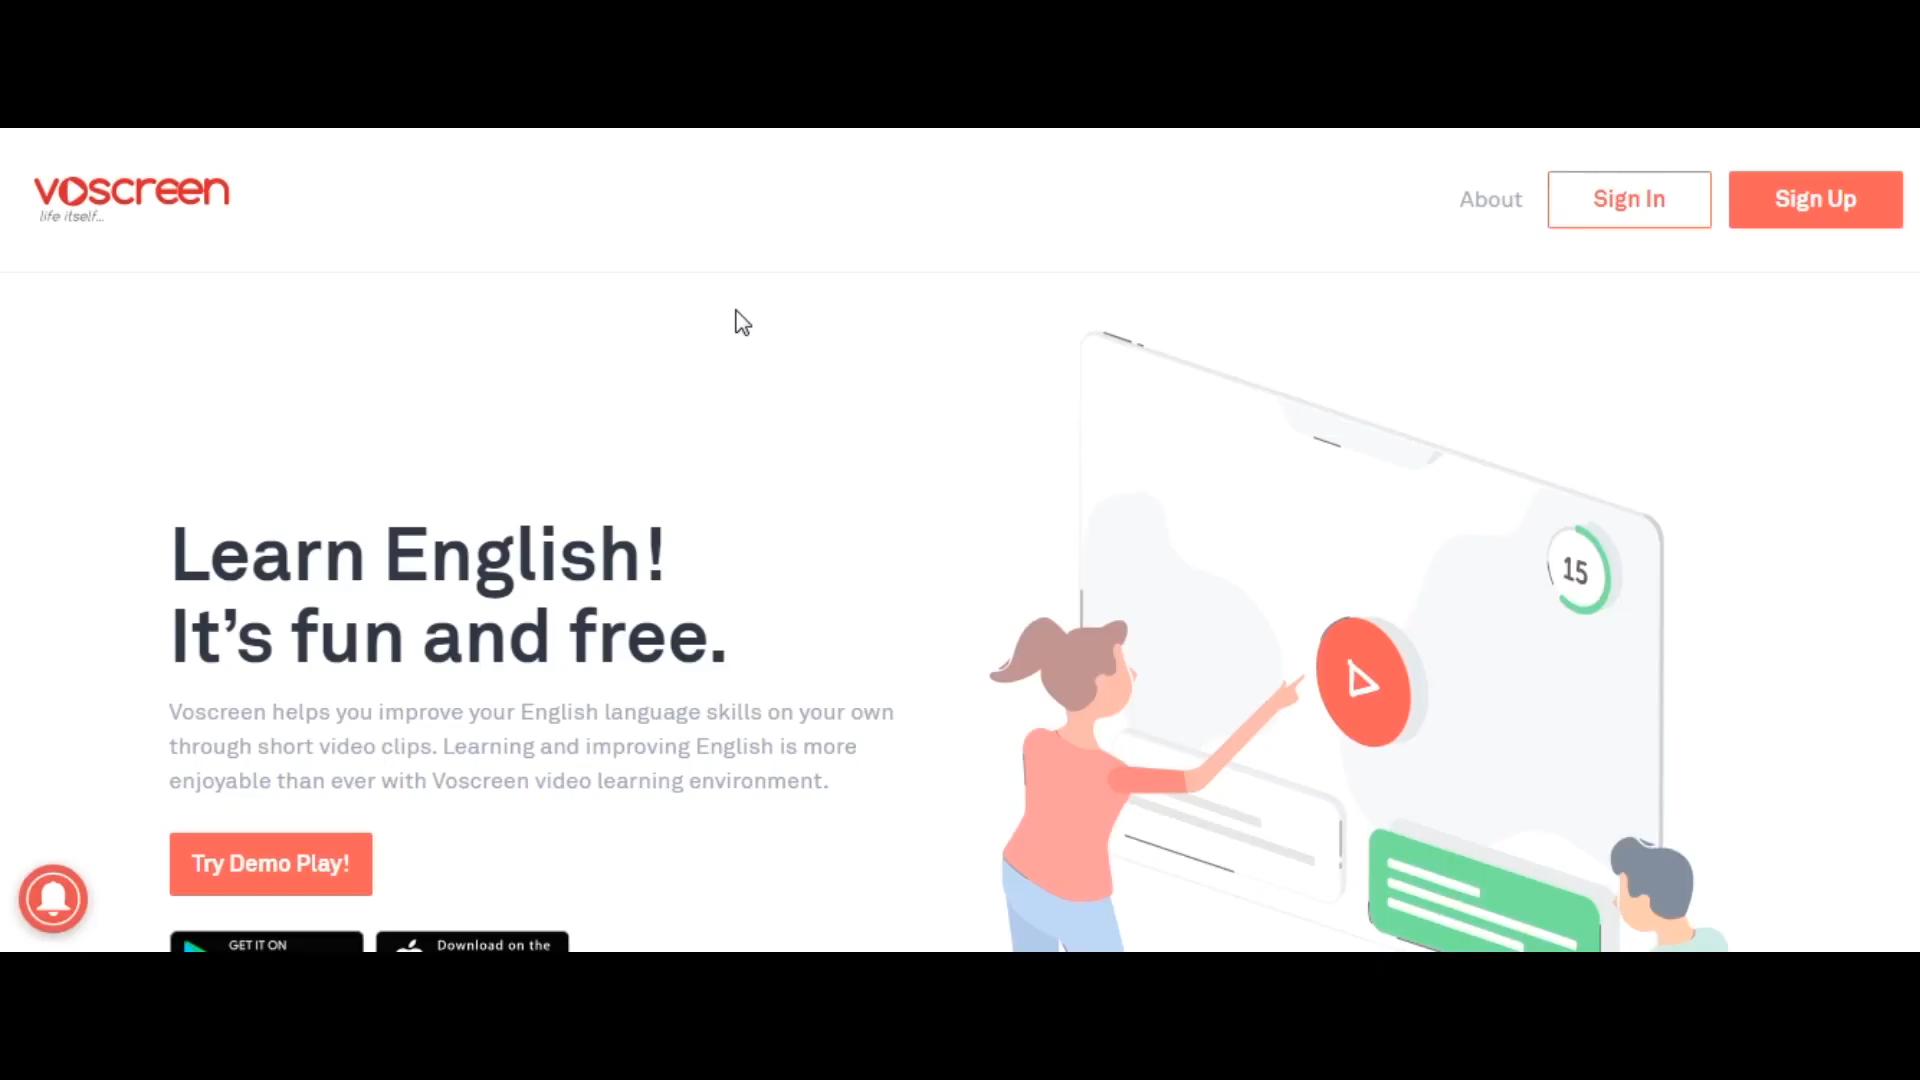 voscreen
life itself...
About
Sign In
Sign Up
15
Learn English!
It’s fun and free.
Voscreen helps you improve your English language skills on your own
through short video clips. Learning and improving English is more
enjoyable than ever with Voscreen video learning environment.
Try Demo Play!
GET IT ON
Download on the